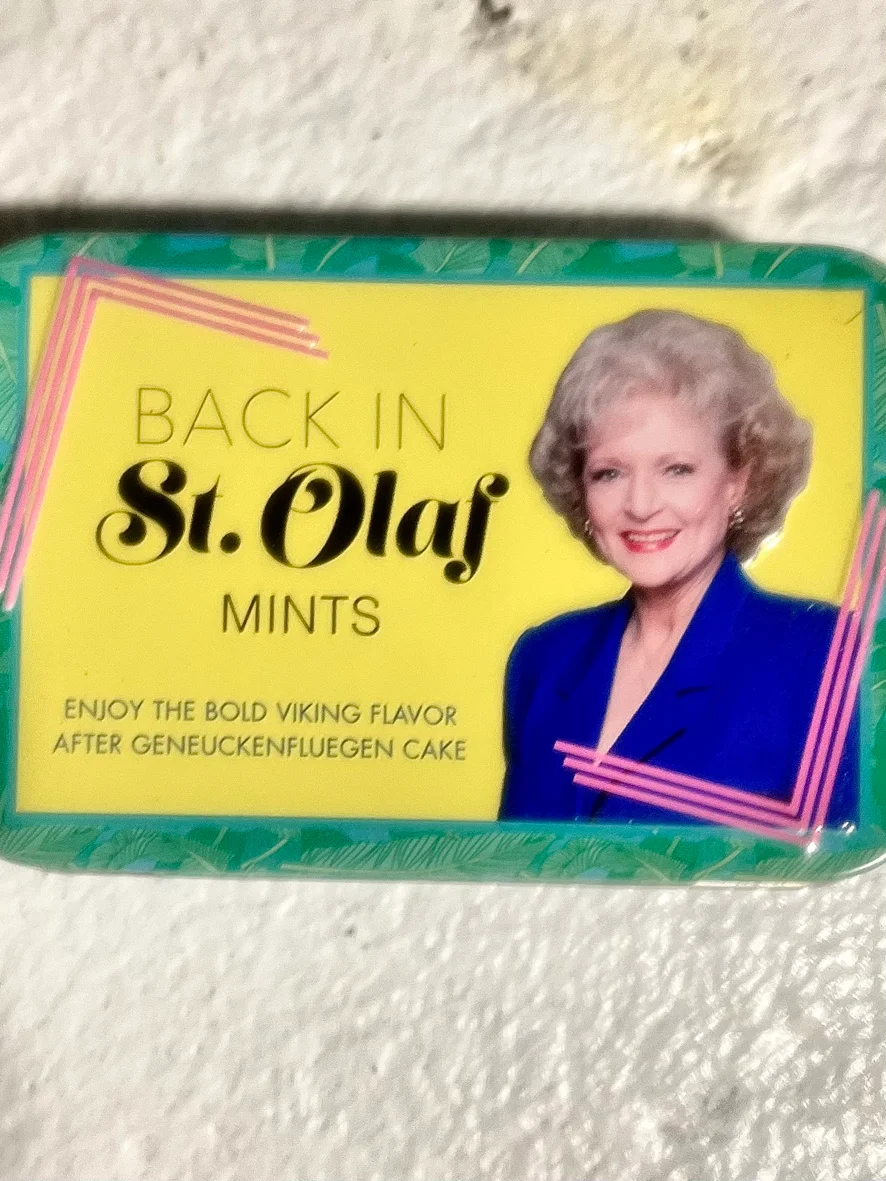 BACK IN
St. Olaf
MINTS
ENJOY THE BOLD VIKING FLAVOR
AFTER GENEUCKENFLUEGEN CAKE